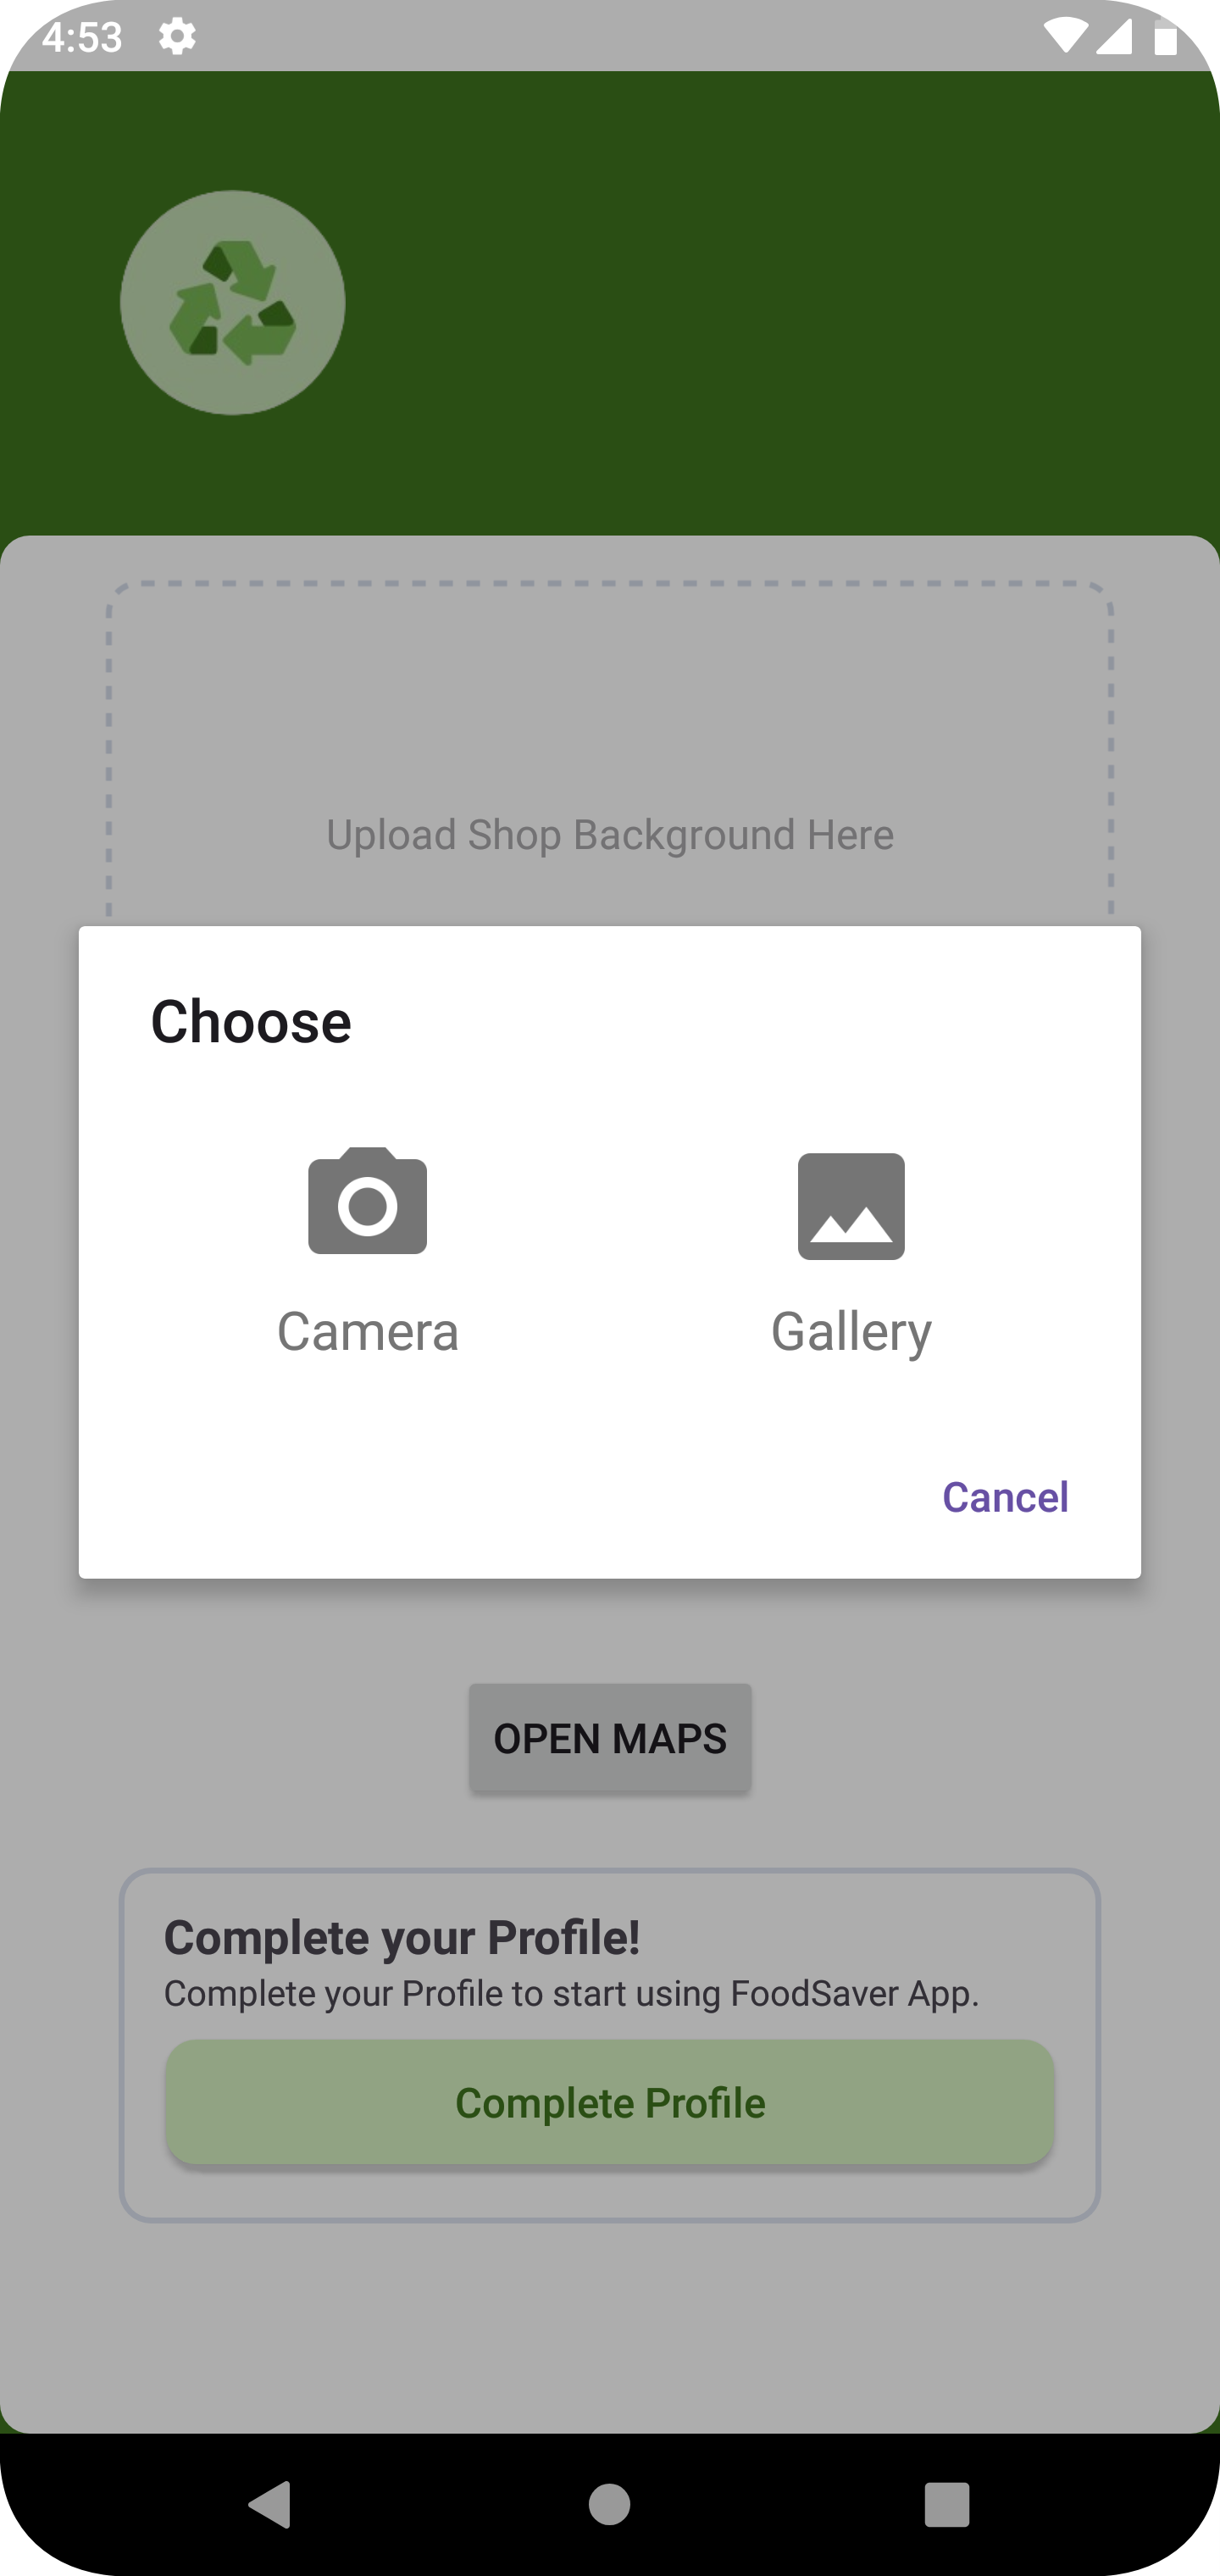 4:53
Upload Shop Background Here
Choose
Camera
Gallery
Cancel
OPEN MAPS
Complete your Profile!
Complete your Profile to start using FoodSaver App.
Complete Profile